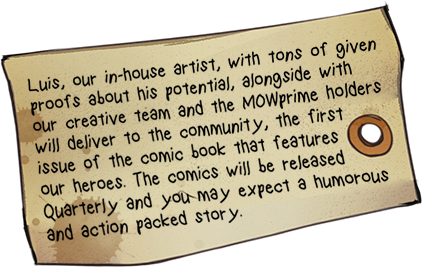 Luis, our in-house artist, with tons of given
proofs about his potential, alongside with
our creative team and the MOWprime holders
will deliver to the community, the first
issue of the comic book that features
our heroes. The comics will be released
Quarterly and you may expect a humorous
and action packed story.